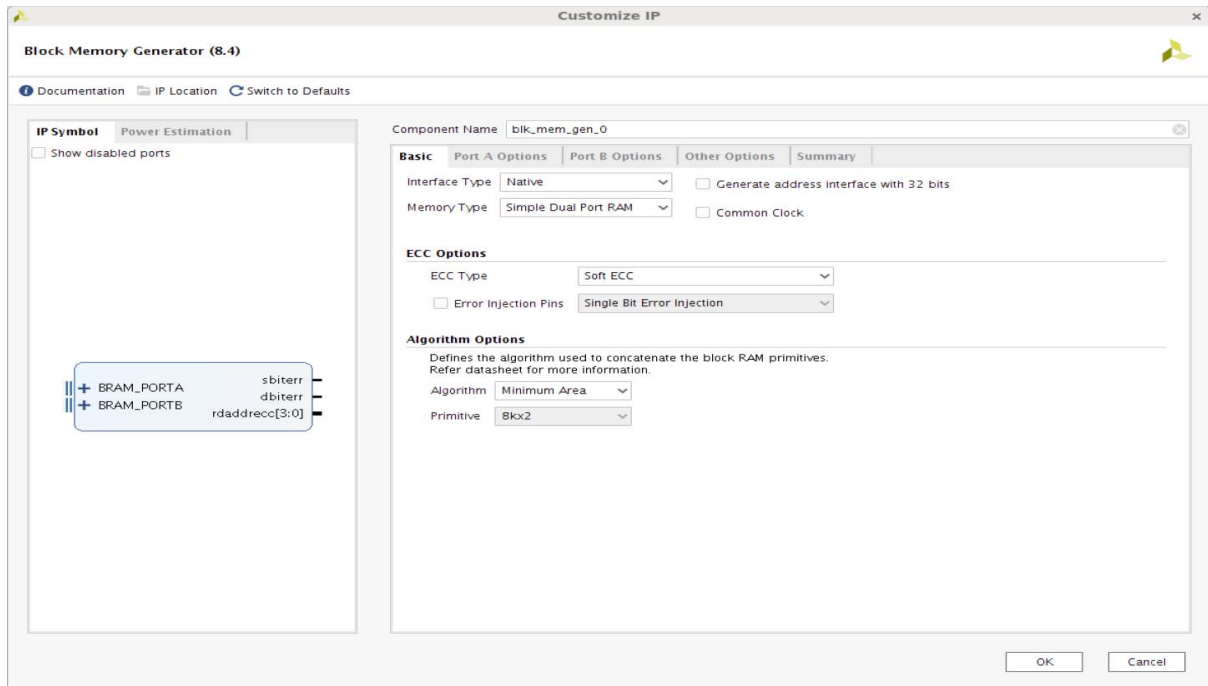 Customize IP
Block Memory Generator (8.4)
Documentation IP Location Switch to Defaults
IP Symbol Power Estimation
Show disabled ports
BRAM_PORTA
BRAM_PORTB
sbiterr
dbiterr
rdaddrecc[3:0]
Component Name blk_mem_gen_0
Basic Port A Options Port B Options Other Options Summary
Interface Type Native Generate address interface with 32 bits
Memory Type Simple Dual Port RAM Common Clock
ECC Options
ECC Type Soft ECC
Error Injection Pins Single Bit Error Injection
Algorithm Options
Defines the algorithm used to concatenate the block RAM primitives.
Refer datasheet for more information.
Algorithm Minimum Area
Primitive 8kx2
OK Cancel